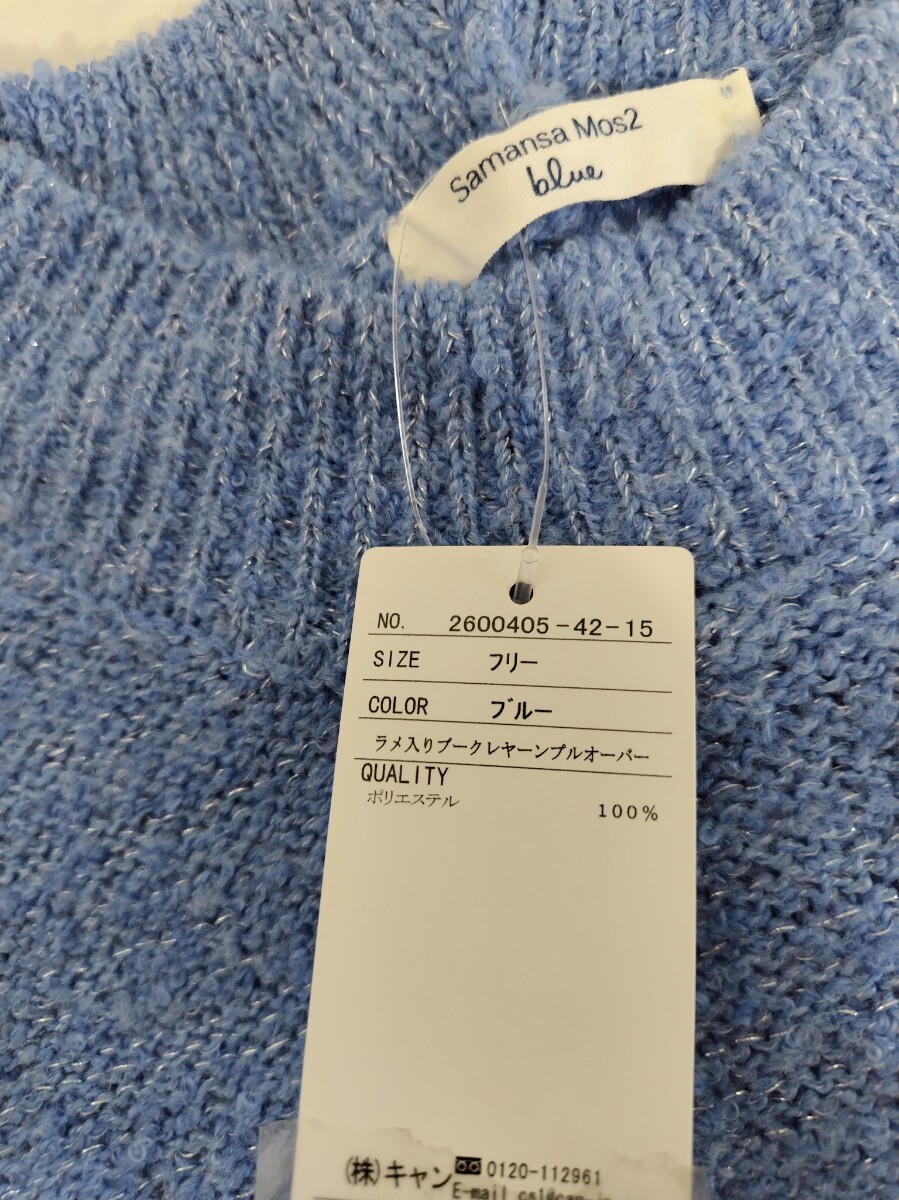 Samansa Mos2
blue
NO. 2600405-42-15
SIZE フリー
COLOR ブルー
ラメ入りブークレヤーンプルオーバー
QUALITY
ポリエステル 100%
(株)キャン 0120-112961
E-mail